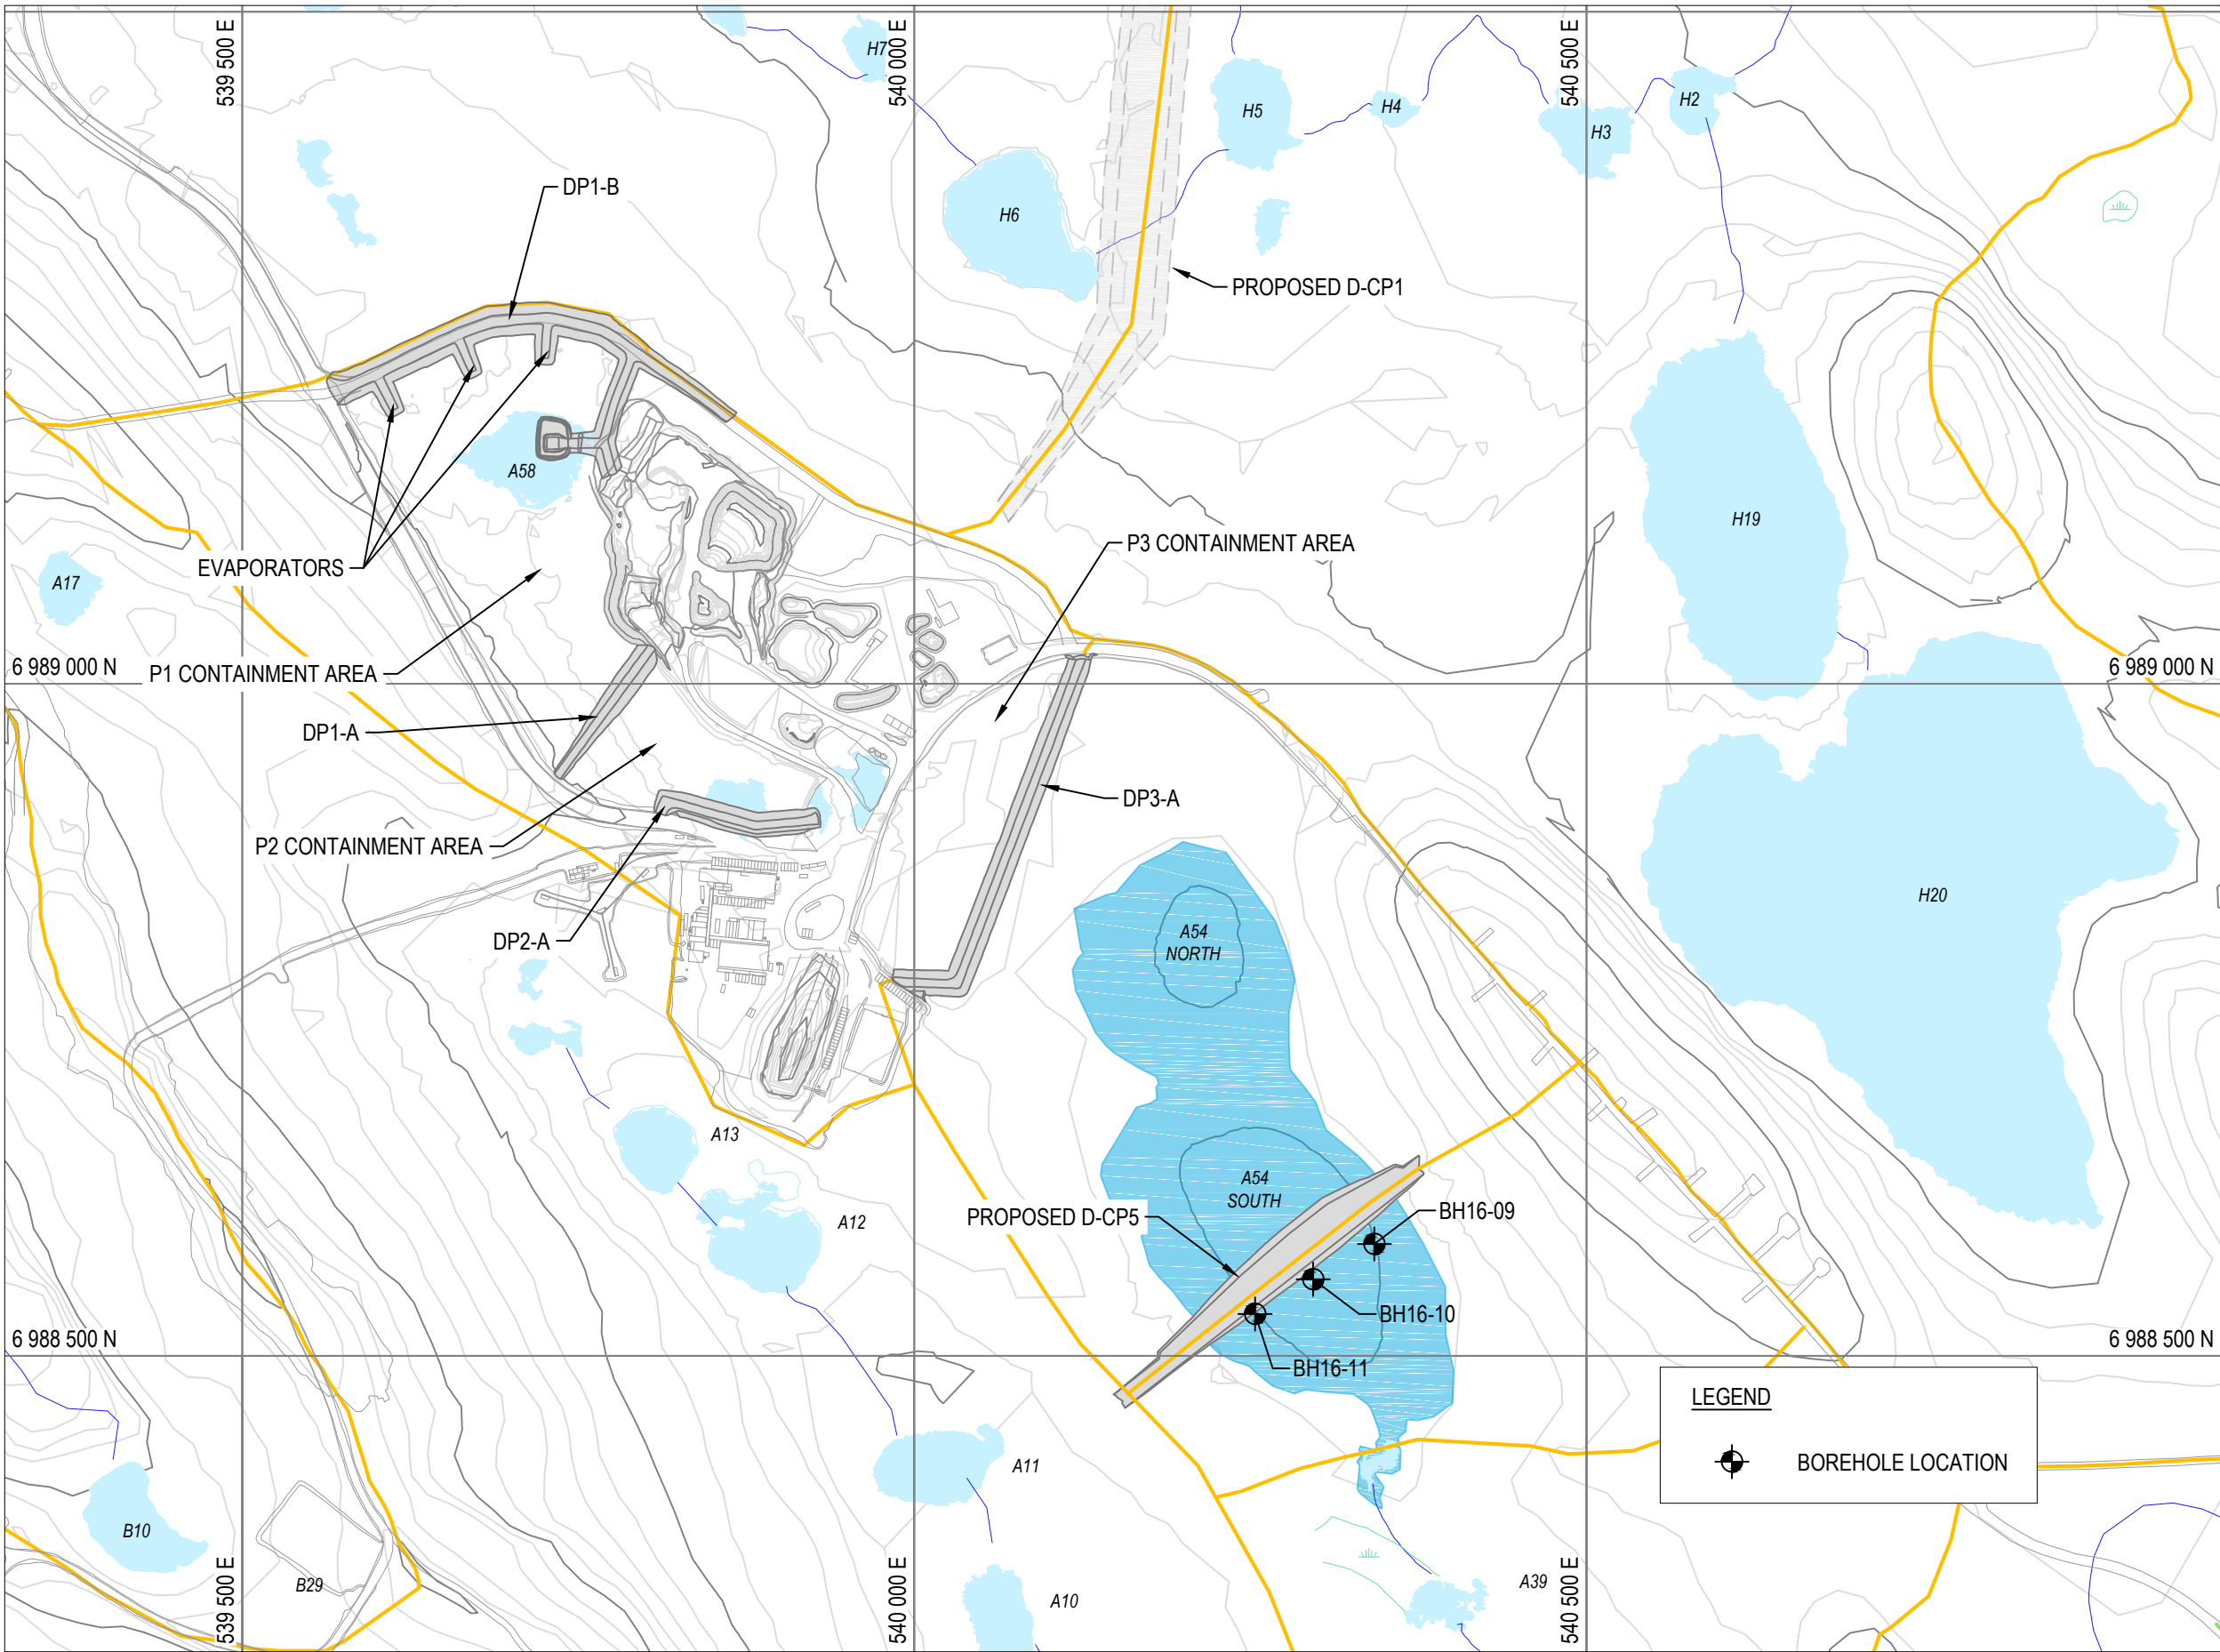 539 500 E
540 000 E
540 500 E
H7
H5
H4
H3
H2
DP1-B
H6
PROPOSED D-CP1
A58
H19
EVAPORATORS
P3 CONTAINMENT AREA
A17
6 989 000 N
P1 CONTAINMENT AREA
6 989 000 N
DP1-A
DP3-A
P2 CONTAINMENT AREA
H20
DP2-A
A54
NORTH
A13
A54
SOUTH
A12
PROPOSED D-CP5
BH16-09
BH16-10
6 988 500 N
6 988 500 N
BH16-11
LEGEND
BOREHOLE LOCATION
A11
B10
B29
A10
A39
539 500 E
540 000 E
540 500 E